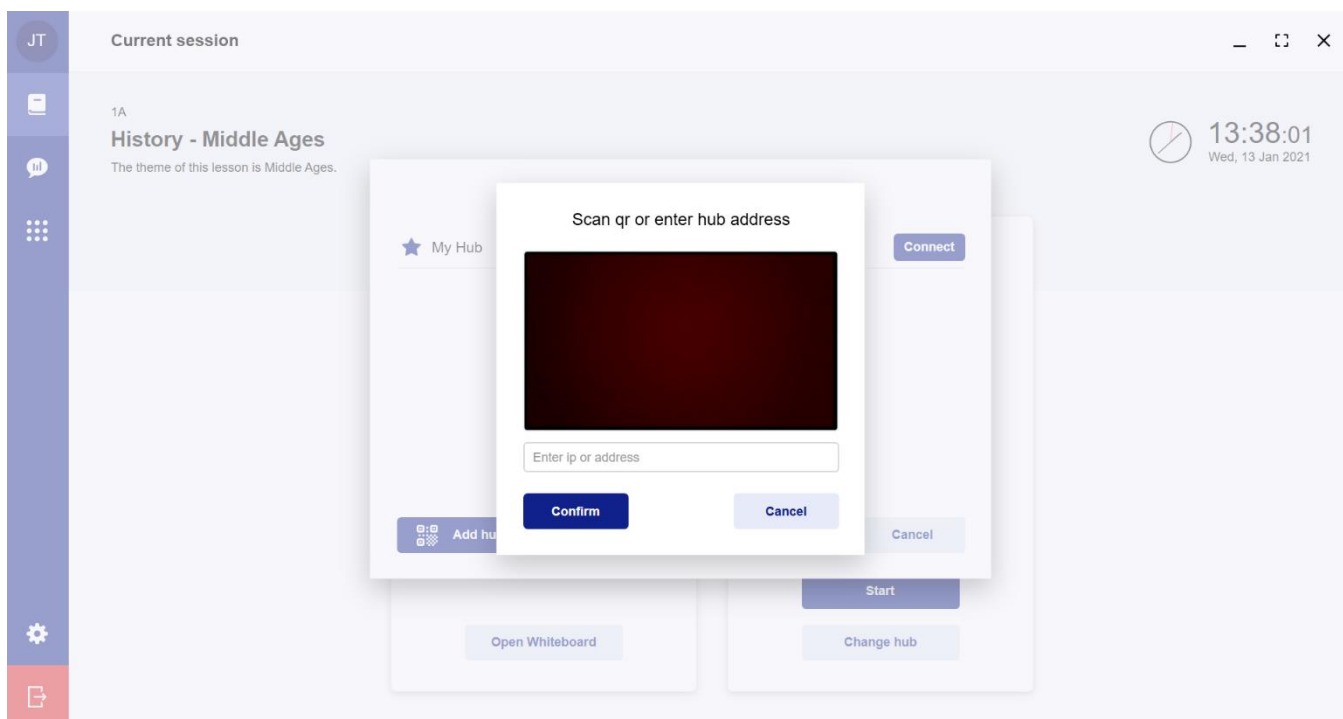 JT
Current session
1A
History - Middle Ages
The theme of this lesson is Middle Ages.
13:38:01
Wed, 13 Jan 2021
Scan qr or enter hub address
My Hub
Connect
Enter ip or address
Confirm
Cancel
Add hu
Cancel
Start
Open Whiteboard
Change hub